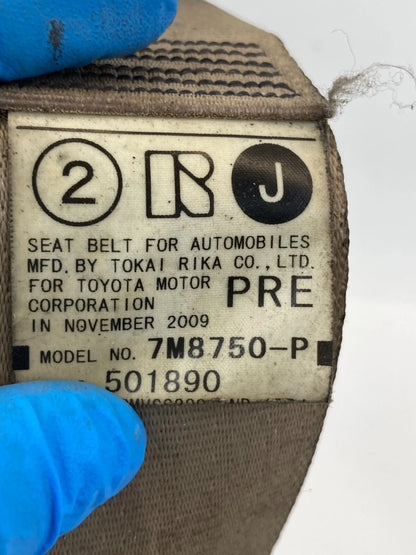 2 R J
SEAT BELT FOR AUTOMOBILES
MFD. BY TOKAI RIKA CO., LTD.
FOR TOYOTA MOTOR
CORPORATION PRE
IN NOVEMBER 2009
MODEL NO. 7M8750-P
501890